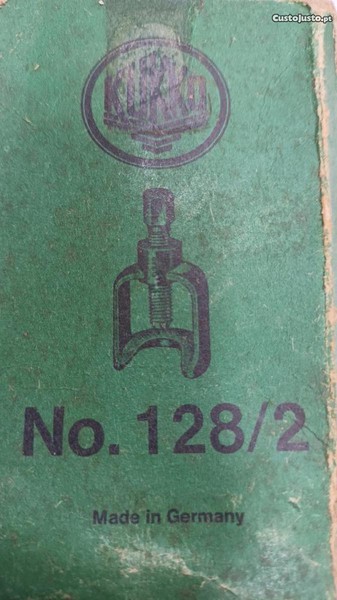 CustoJusto.pt
KUKKO
No. 128/2
Made in Germany